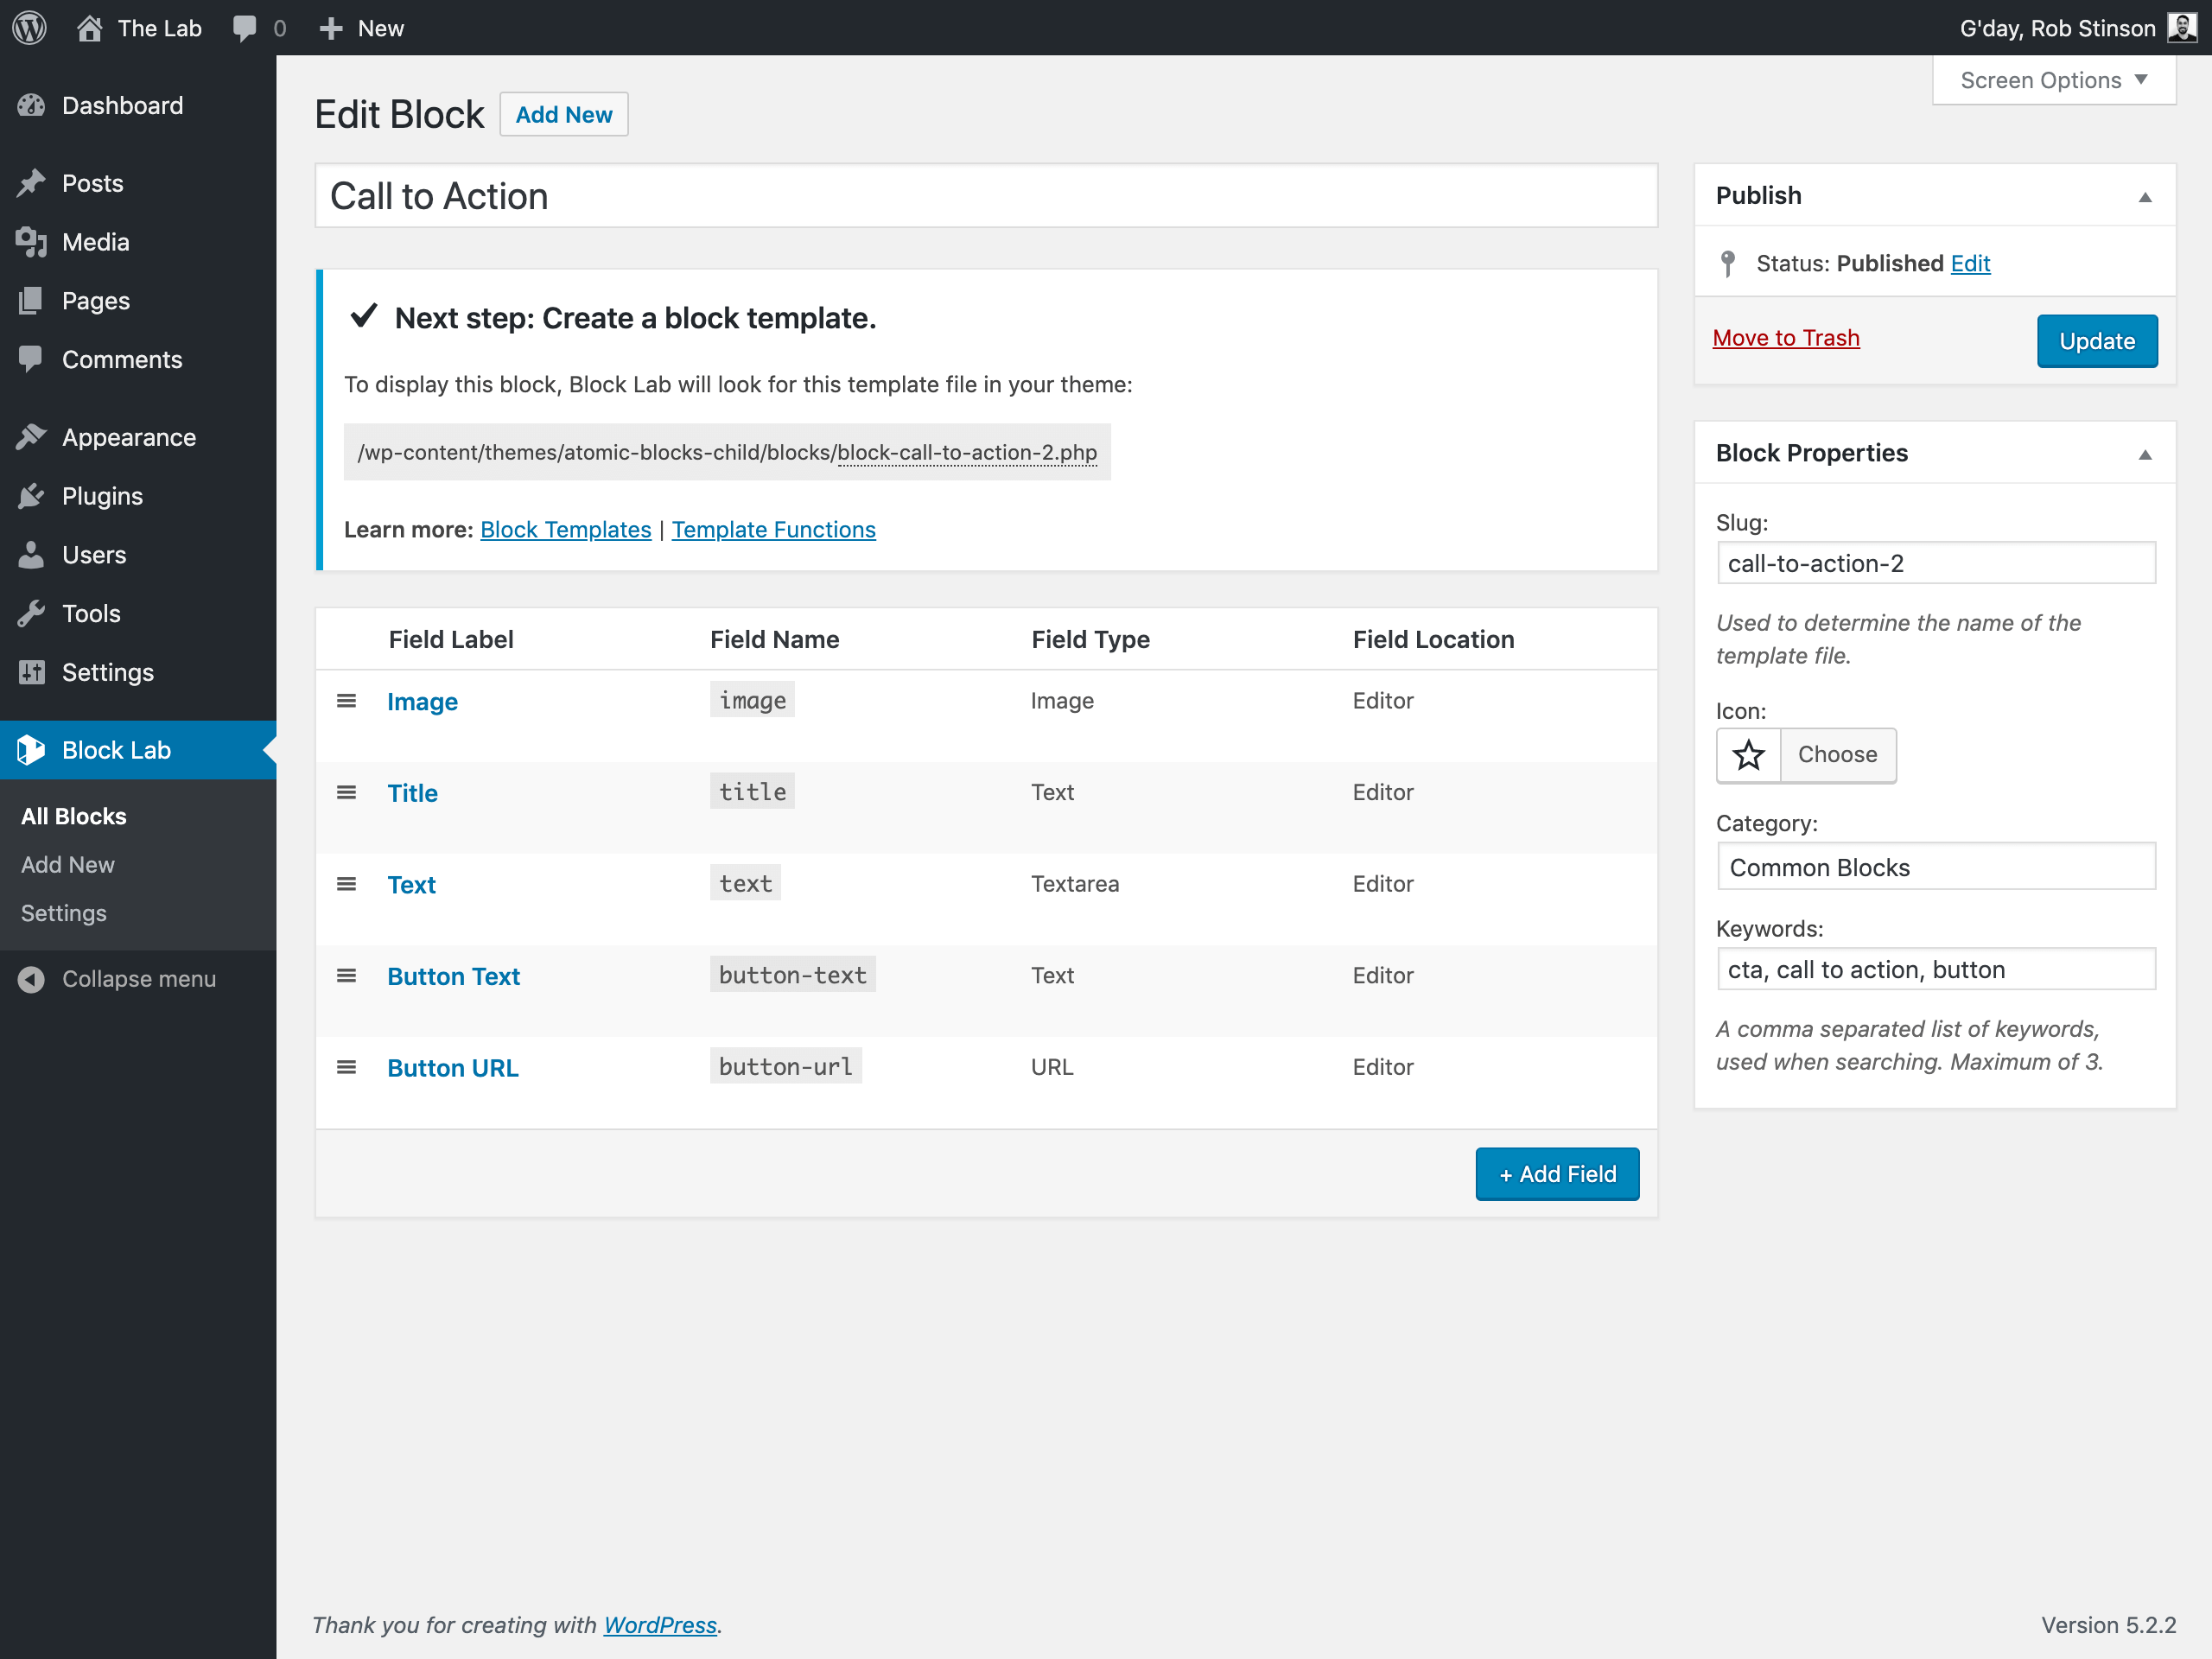 The Lab 0 New G'day, Rob Stinson
Screen Options
Dashboard
Posts
Media
Pages
Comments
Appearance
Plugins
Users
Tools
Settings
Block Lab
All Blocks
Add New
Settings
Collapse menu
Edit Block Add New
Call to Action
Next step: Create a block template.
To display this block, Block Lab will look for this template file in your theme:
/wp-content/themes/atomic-blocks-child/blocks/block-call-to-action-2.php
Learn more: Block Templates | Template Functions
Field Label Field Name Field Type Field Location
Image image Image Editor
Title title Text Editor
Text text Textarea Editor
Button Text button-text Text Editor
Button URL button-url URL Editor
+ Add Field
Publish
Status: Published Edit
Move to Trash Update
Block Properties
Slug:
call-to-action-2
Used to determine the name of the
template file.
Icon:
Choose
Category:
Common Blocks
Keywords:
cta, call to action, button
A comma separated list of keywords,
used when searching. Maximum of 3.
Thank you for creating with WordPress. Version 5.2.2